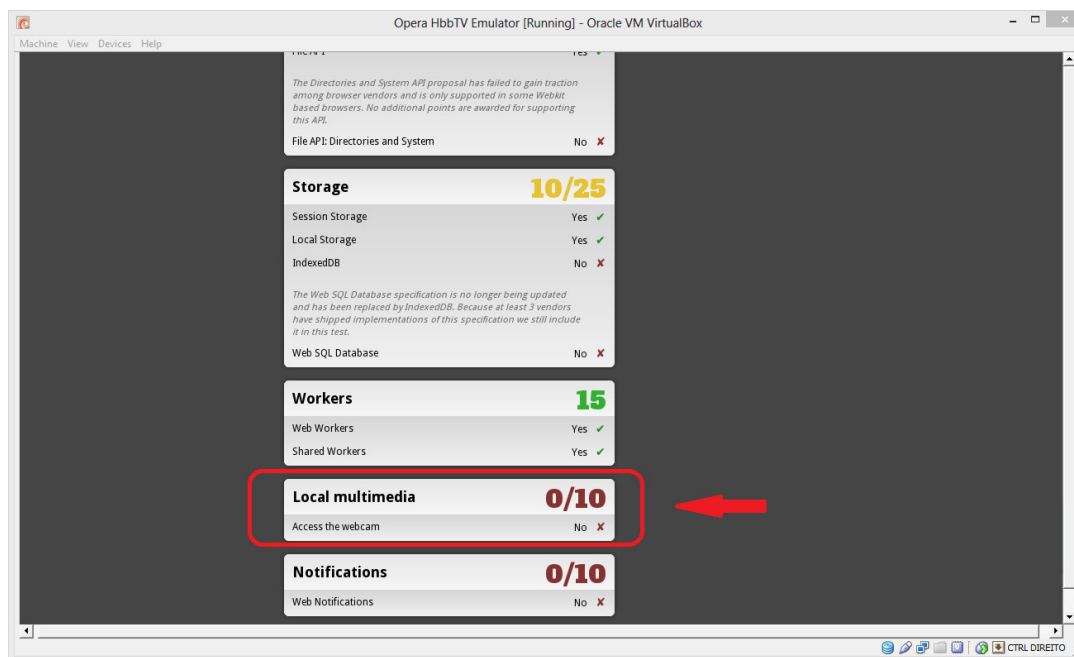 Opera HbbTV Emulator [Running] - Oracle VM VirtualBox
Machine View Devices Help
File API Yes ✔
The Directories and System API proposal has failed to gain traction
among browser vendors and is only supported in some Webkit
based browsers. No additional points are awarded for supporting
this API.
File API: Directories and System No ✘
Storage 10/25
Session Storage Yes ✔
Local Storage Yes ✔
IndexedDB No ✘
The Web SQL Database specification is no longer being updated
and has been replaced by IndexedDB. Because at least 3 vendors
have shipped implementations of this specification we still include
it in this test.
Web SQL Database No ✘
Workers 15
Web Workers Yes ✔
Shared Workers Yes ✔
Local multimedia 0/10
Access the webcam No ✘
Notifications 0/10
Web Notifications No ✘
CTRL DIREITO